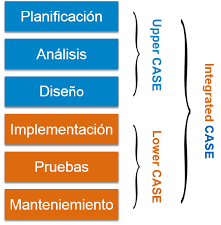 Planificación
Análisis
Diseño
Implementación
Pruebas
Manteniemiento
Upper CASE
Lower CASE
Integrated CASE